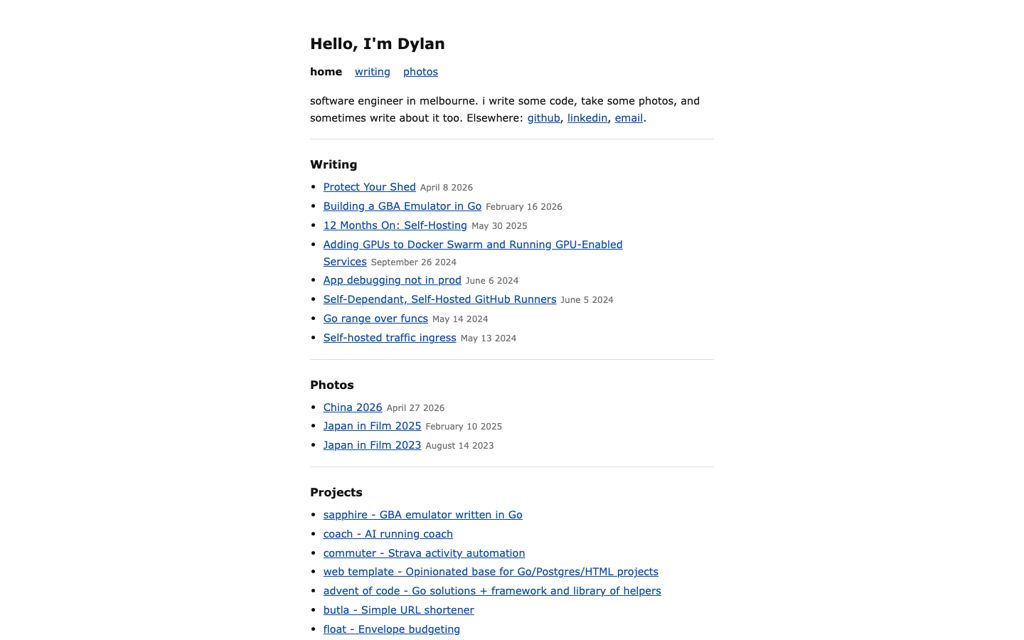 Hello, I'm Dylan
home writing photos
software engineer in melbourne. i write some code, take some photos, and
sometimes write about it too. Elsewhere: github, linkedin, email.
Writing
Protect Your Shed April 8 2026
Building a GBA Emulator in Go February 16 2026
12 Months On: Self-Hosting May 30 2025
Adding GPUs to Docker Swarm and Running GPU-Enabled
Services September 26 2024
App debugging not in prod June 6 2024
Self-Dependant, Self-Hosted GitHub Runners June 5 2024
Go range over funcs May 14 2024
Self-hosted traffic ingress May 13 2024
Photos
China 2026 April 27 2026
Japan in Film 2025 February 10 2025
Japan in Film 2023 August 14 2023
Projects
sapphire - GBA emulator written in Go
coach - AI running coach
commuter - Strava activity automation
web template - Opinionated base for Go/Postgres/HTML projects
advent of code - Go solutions + framework and library of helpers
butla - Simple URL shortener
float - Envelope budgeting